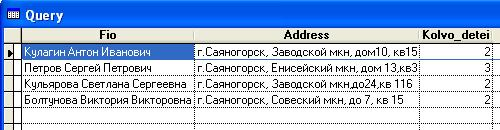 Query
Fio Address Kolvo_detei
Кулагин Антон Иванович г.Саяногорск, Заводской мкн, дом10, кв15 2
Петров Сергей Петрович г.Саяногорск, Енисейский мкн, дом 13,кв3 3
Кульярова Светлана Сергеевна г.Саяногорск, Заводской мкн,до24,кв 116 2
Болтунова Виктория Викторовна г.Саяногорск, Совеский мкн, до 7, кв 15 2